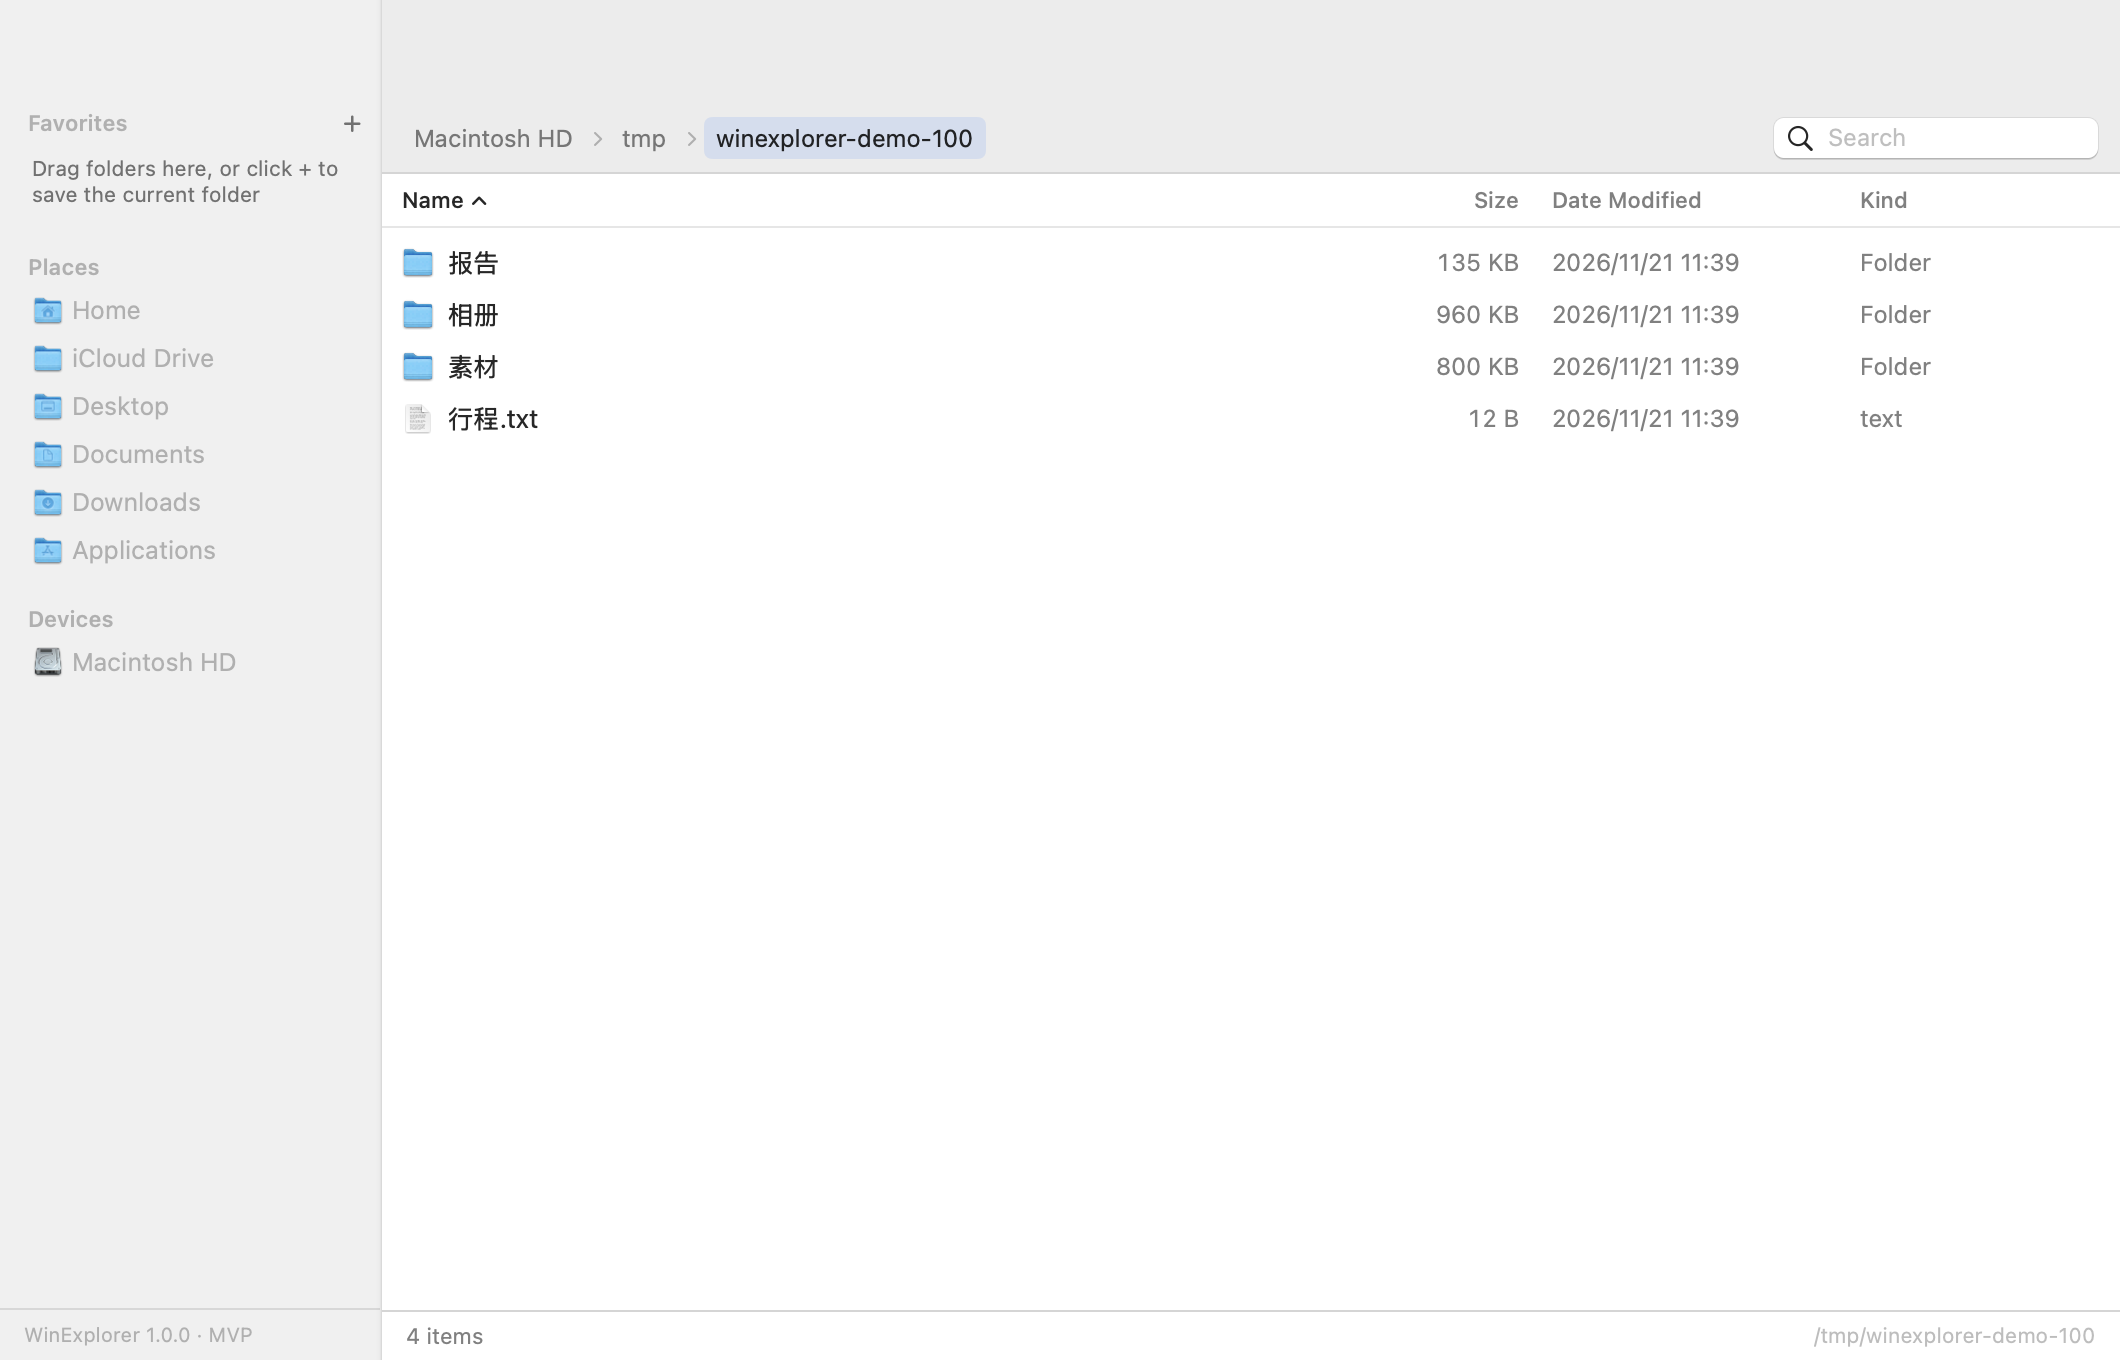 Favorites
+
Drag folders here, or click + to
save the current folder
Places
Home
iCloud Drive
Desktop
Documents
Downloads
Applications
Devices
Macintosh HD
WinExplorer 1.0.0 · MVP
Macintosh HD > tmp > winexplorer-demo-100
Search
Name Size Date Modified Kind
报告 135 KB 2026/11/21 11:39 Folder
相册 960 KB 2026/11/21 11:39 Folder
素材 800 KB 2026/11/21 11:39 Folder
行程.txt 12 B 2026/11/21 11:39 text
4 items
/tmp/winexplorer-demo-100